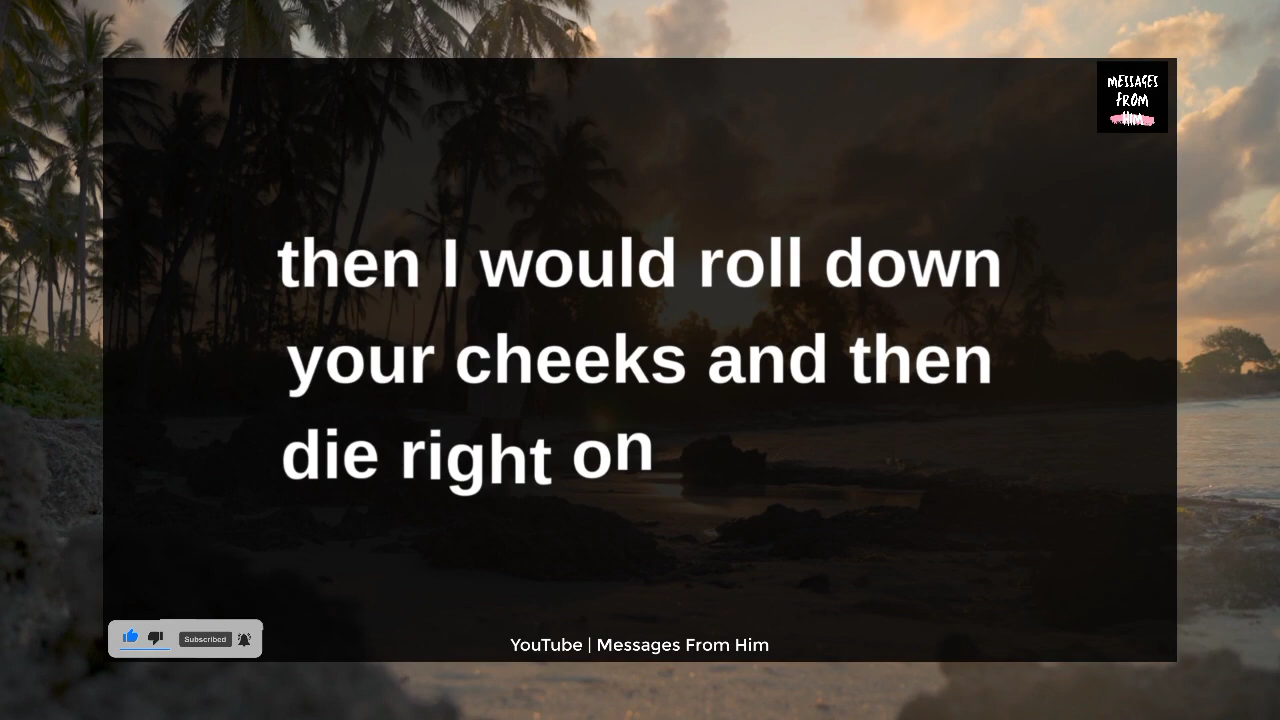 MESSAGES
FROM
HIM
then I would roll down
your cheeks and then
die right on
Subscribed
YouTube | Messages From Him